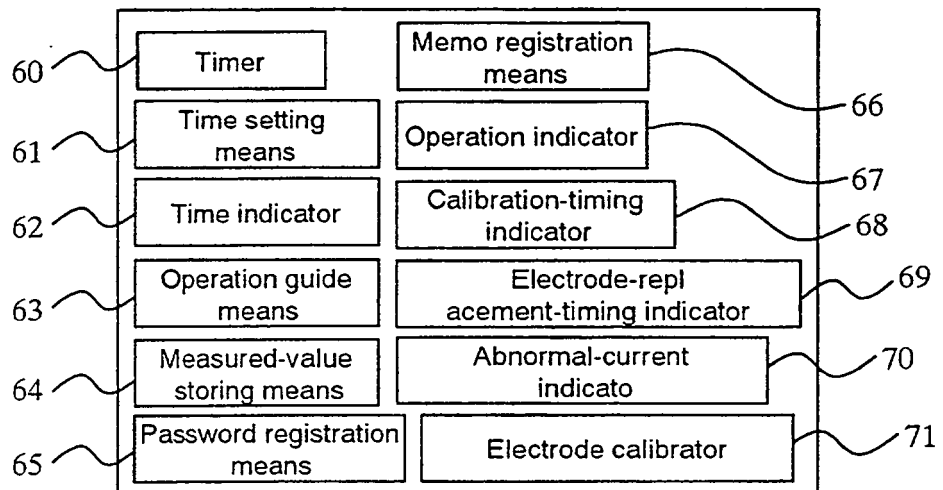 60
Timer
61
Time setting
means
62
Time indicator
63
Operation guide
means
64
Measured-value
storing means
65
Password registration
means
Memo registration
means
66
Operation indicator
67
Calibration-timing
indicator
68
Electrode-repl
acement-timing indicator
69
Abnormal-current
indicato
70
Electrode calibrator
71